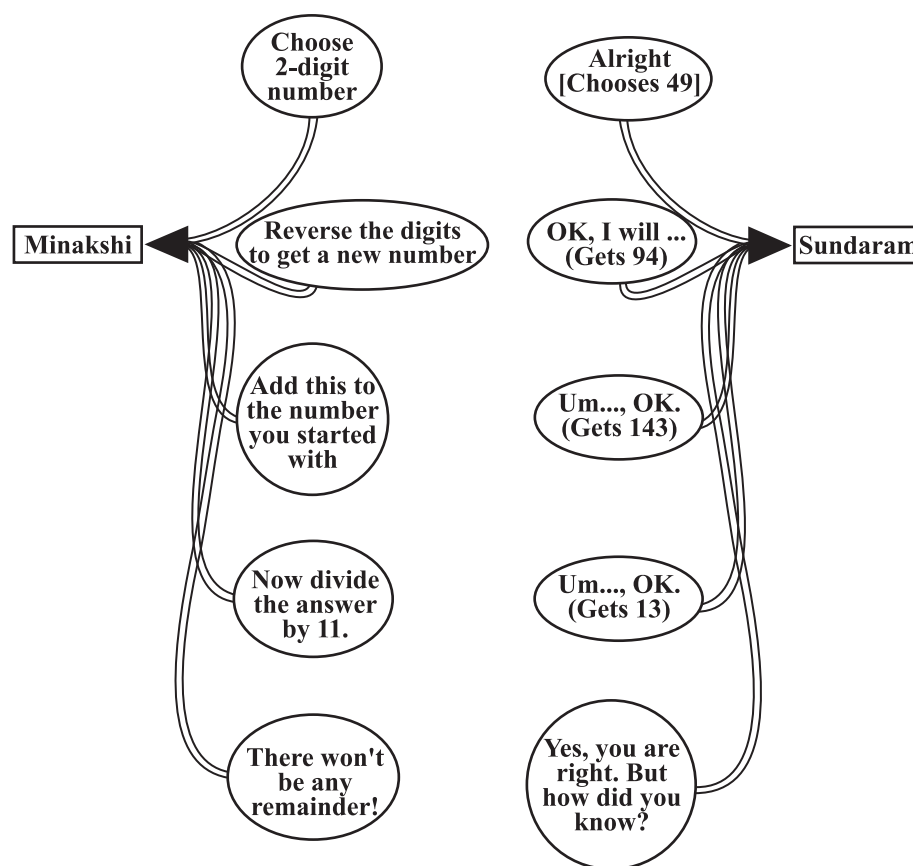 Choose
2-digit
number
Alright
[Chooses 49]
Minakshi
Reverse the digits
to get a new number
OK, I will ...
(Gets 94)
Sundaram
Add this to
the number
you started
with
Um..., OK.
(Gets 143)
Now divide
the answer
by 11.
Um..., OK.
(Gets 13)
There won't
be any
remainder!
Yes, you are
right. But
how did you
know?